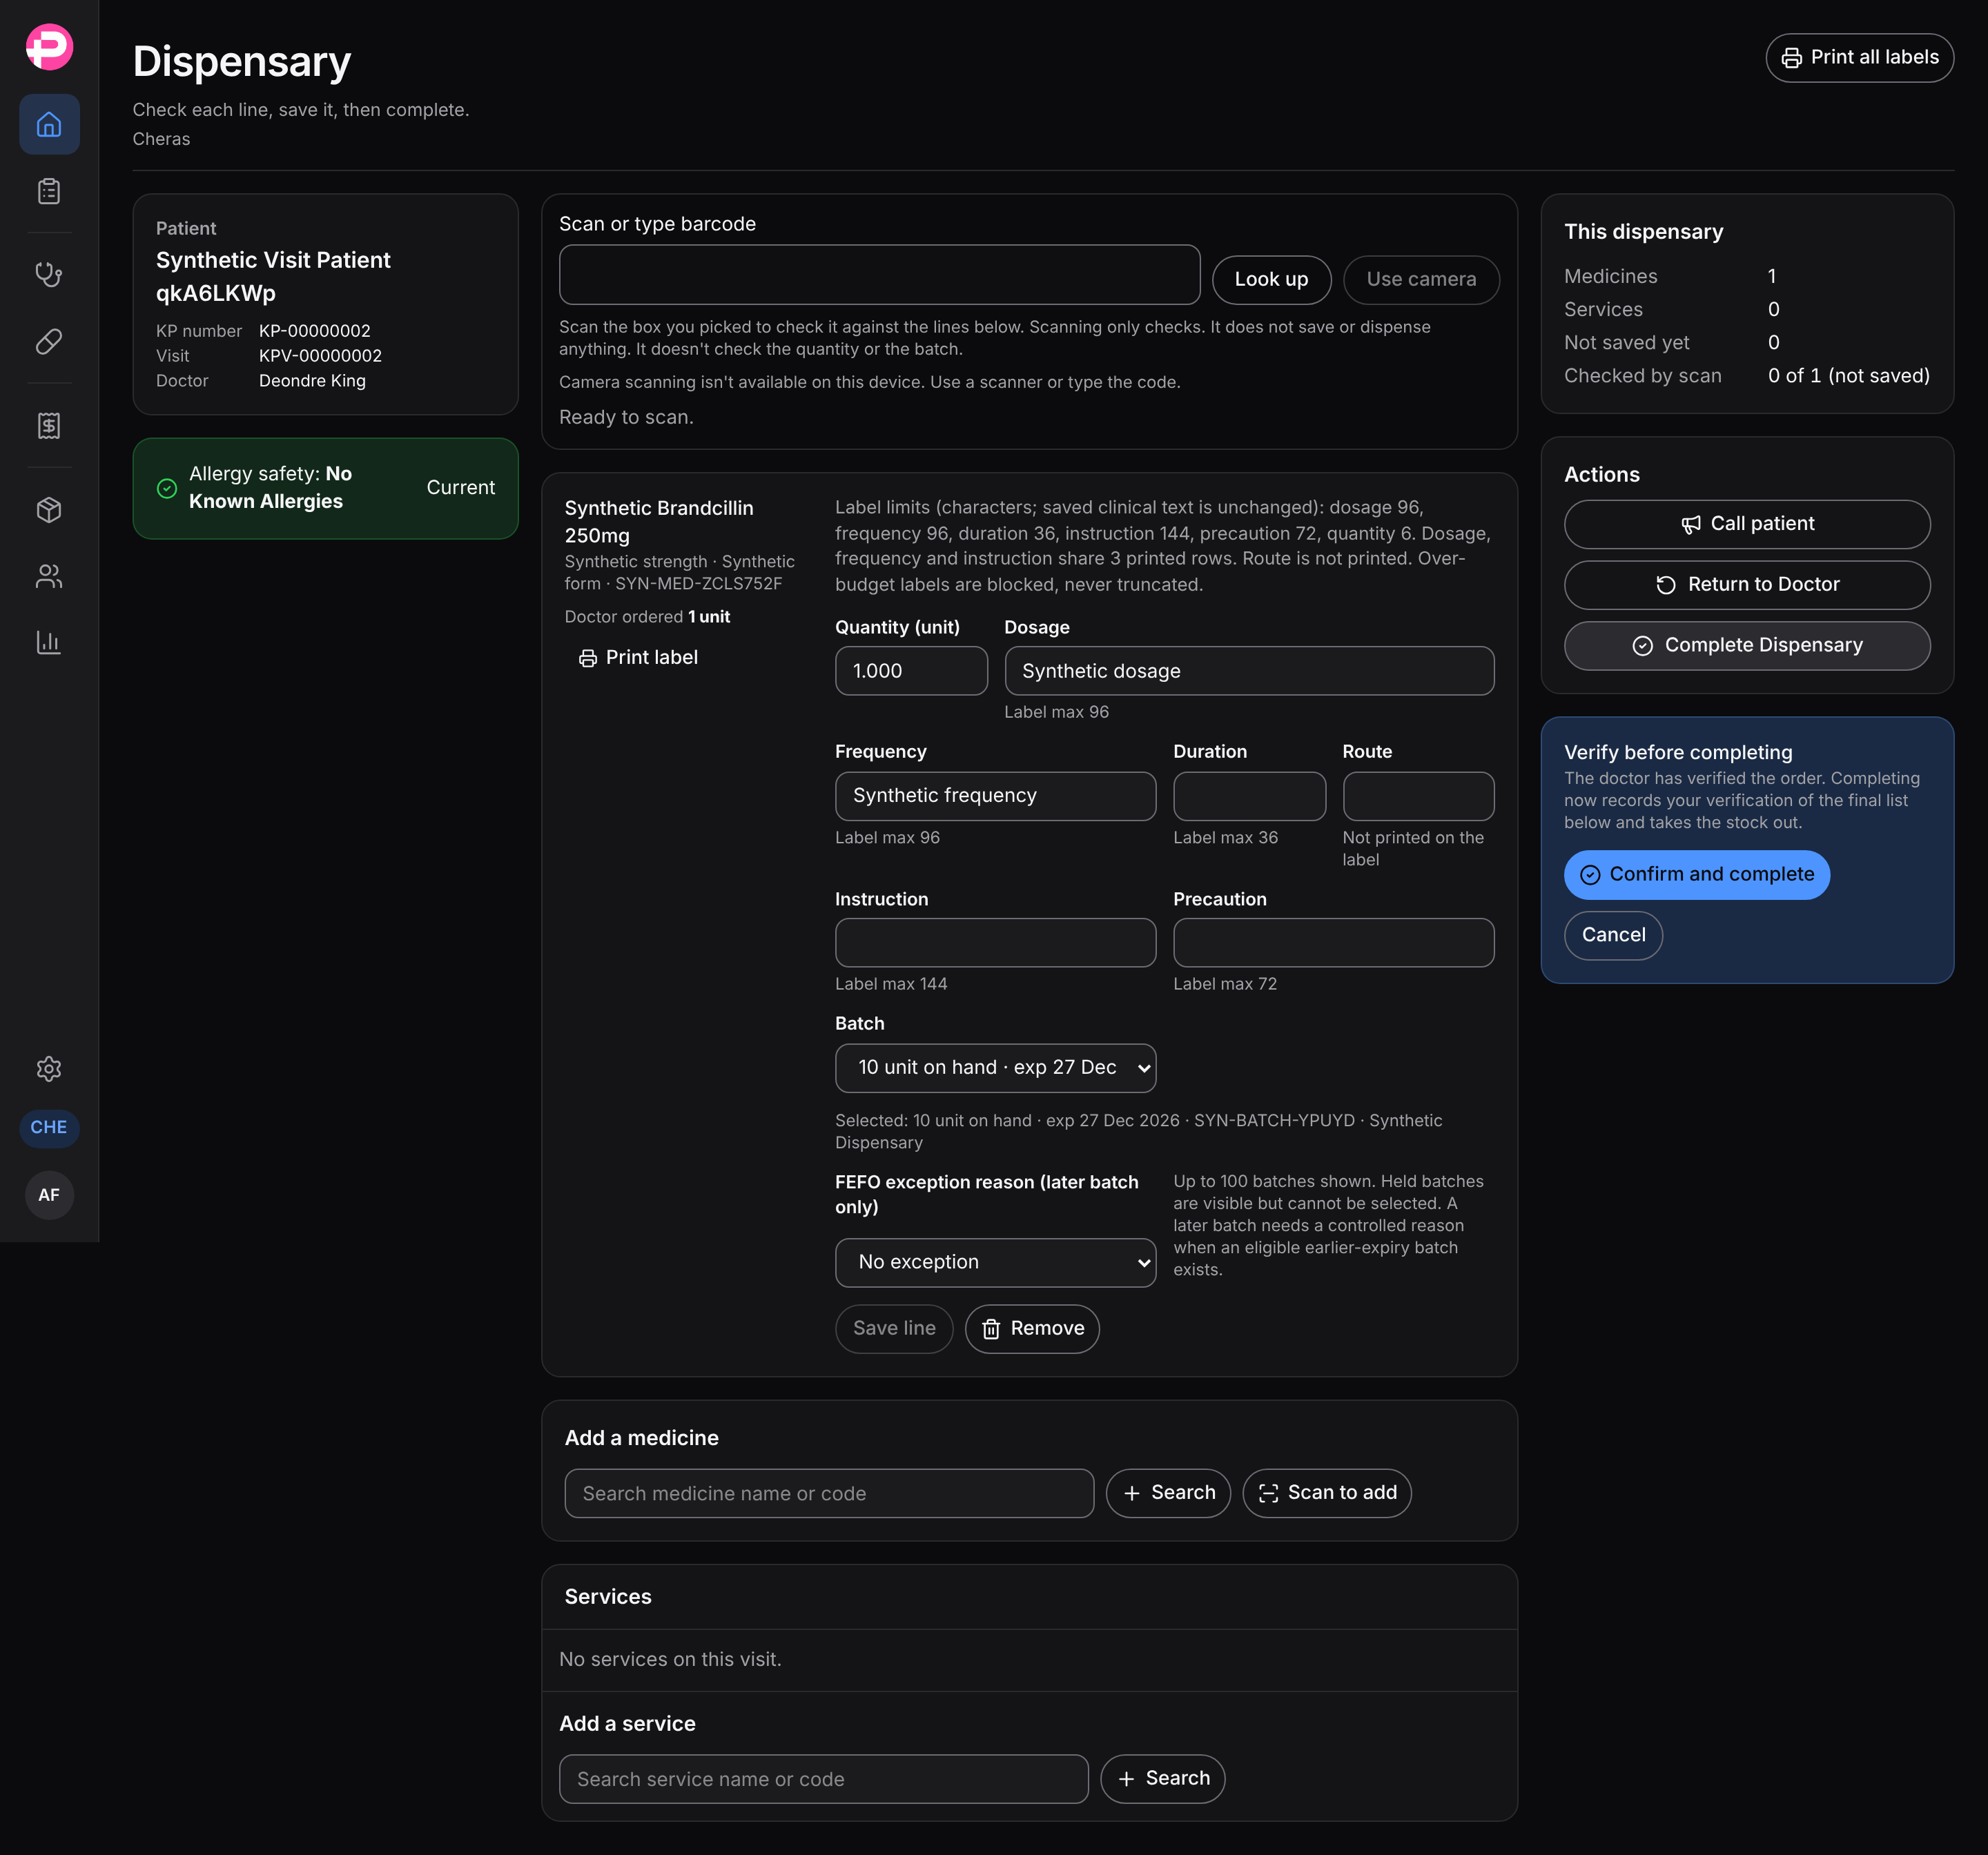 Dispensary
Check each line, save it, then complete.
Cheras
Print all labels
CHE
AF
Patient
Synthetic Visit Patient
qkA6LKWp
KP number KP-00000002
Visit KPV-00000002
Doctor Deondre King
Allergy safety: No
Known Allergies
Current
Scan or type barcode
Look up
Use camera
Scan the box you picked to check it against the lines below. Scanning only checks. It does not save or dispense
anything. It doesn't check the quantity or the batch.
Camera scanning isn't available on this device. Use a scanner or type the code.
Ready to scan.
Synthetic Brandcillin
250mg
Synthetic strength · Synthetic
form · SYN-MED-ZCLS752F
Doctor ordered 1 unit
Print label
Label limits (characters; saved clinical text is unchanged): dosage 96,
frequency 96, duration 36, instruction 144, precaution 72, quantity 6. Dosage,
frequency and instruction share 3 printed rows. Route is not printed. Over-
budget labels are blocked, never truncated.
Quantity (unit) Dosage
1.000 Synthetic dosage
Label max 96
Frequency Duration Route
Synthetic frequency
Label max 96 Label max 36 Not printed on the
label
Instruction Precaution
Label max 144 Label max 72
Batch
10 unit on hand · exp 27 Dec
Selected: 10 unit on hand · exp 27 Dec 2026 · SYN-BATCH-YPUYD · Synthetic
Dispensary
FEFO exception reason (later batch
only)
No exception
Up to 100 batches shown. Held batches
are visible but cannot be selected. A
later batch needs a controlled reason
when an eligible earlier-expiry batch
exists.
Save line
Remove
Add a medicine
Search medicine name or code
Search
Scan to add
Services
No services on this visit.
Add a service
Search service name or code
Search
This dispensary
Medicines 1
Services 0
Not saved yet 0
Checked by scan 0 of 1 (not saved)
Actions
Call patient
Return to Doctor
Complete Dispensary
Verify before completing
The doctor has verified the order. Completing
now records your verification of the final list
below and takes the stock out.
Confirm and complete
Cancel